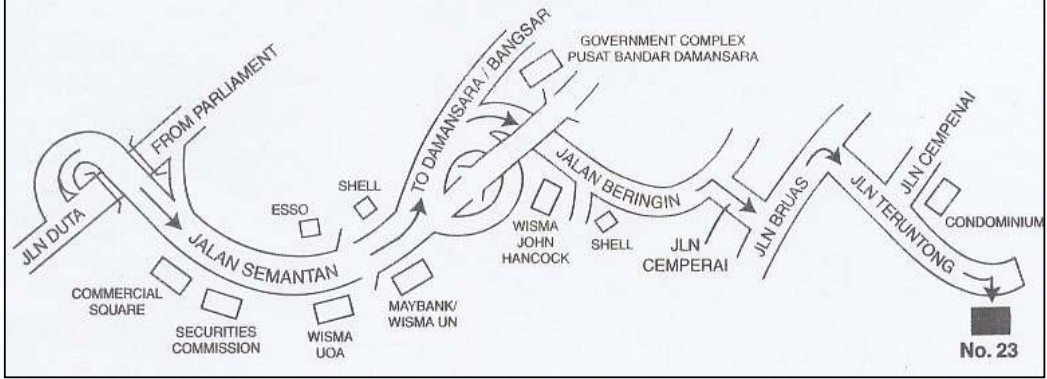 GOVERNMENT COMPLEX
PUSAT BANDAR DAMANSARA
TO DAMANSARA / BANGSAR
FROM PARLIAMENT
JLN DUTA
JALAN SEMANTAN
ESSO
SHELL
COMMERCIAL
SQUARE
SECURITIES
COMMISSION
WISMA
UOA
MAYBANK/
WISMA UN
WISMA
JOHN
HANCOCK
SHELL
JALAN BERINGIN
JLN
CEMPERAI
JLN BRUAS
JLN TERUNTONG
JLN CEMPENAI
CONDOMINIUM
No. 23